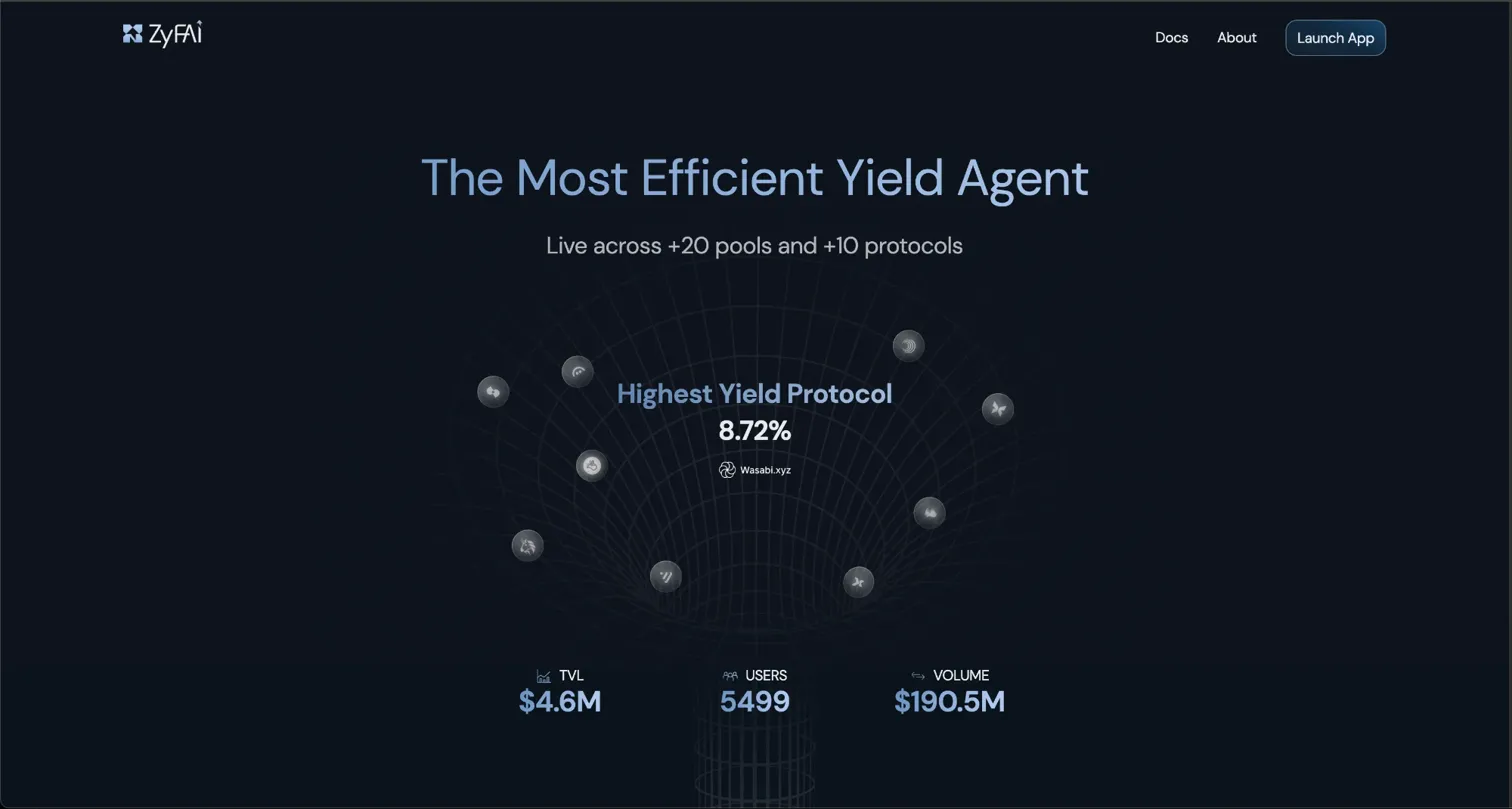 ZyFAI
Docs
About
Launch App
The Most Efficient Yield Agent
Live across +20 pools and +10 protocols
Highest Yield Protocol
8.72%
Wasabi.xyz
TVL
$4.6M
USERS
5499
VOLUME
$190.5M